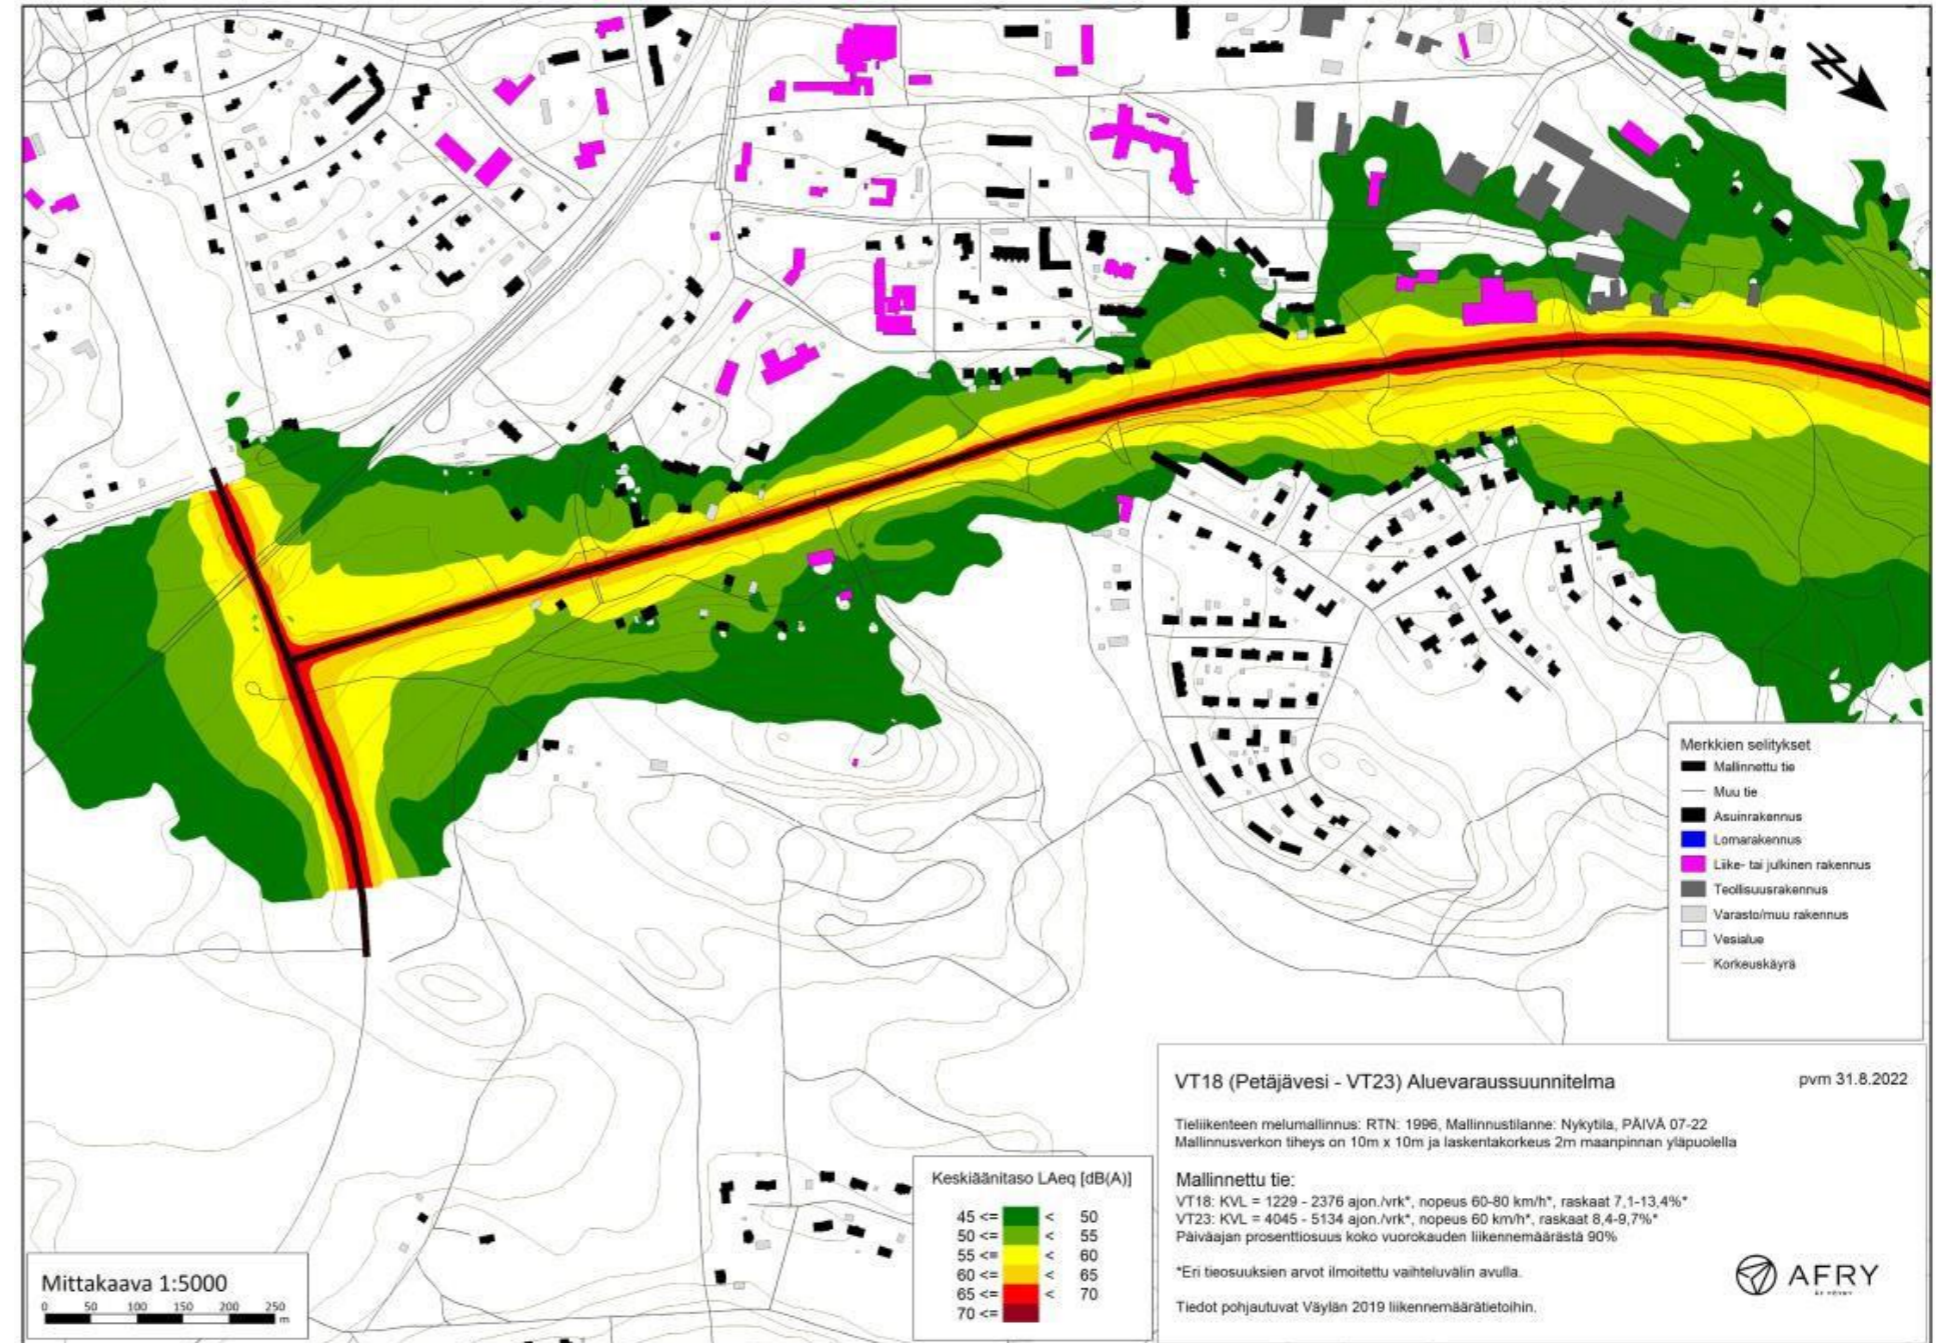 Merkkien selitykset
Mallinnettu tie
Muu tie
Asuinrakennus
Lomarakennus
Liike- tai julkinen rakennus
Teollisuusrakennus
Varasto/muu rakennus
Vesialue
Korkeuskäyrä
VT18 (Petäjävesi - VT23) Aluevaraussuunnitelma
pvm 31.8.2022
Tieliikenteen melumallinnus: RTN: 1996, Mallinnustilanne: Nykytila, PÄIVÄ 07-22
Mallinnusverkon tiheys on 10m x 10m ja laskentakorkeus 2m maanpinnan yläpuolella
Mallinnettu tie:
VT18: KVL = 1229 - 2376 ajon./vrk*, nopeus 60-80 km/h*, raskaat 7,1-13,4%*
VT23: KVL = 4045 - 5134 ajon./vrk*, nopeus 60 km/h*, raskaat 8,4-9,7%*
Päiväajan prosenttiosuus koko vuorokauden liikennemäärästä 90%
*Eri tieosuuksien arvot ilmoitettu vaihteluvälin avulla.
Tiedot pohjautuvat Väylän 2019 liikennemäärätietoihin.
AFRY
Keskiäänitaso LAeq [dB(A)]
45 <= < 50
50 <= < 55
55 <= < 60
60 <= < 65
65 <= < 70
70 <=
Mittakaava 1:5000
0 50 100 150 200 250
m